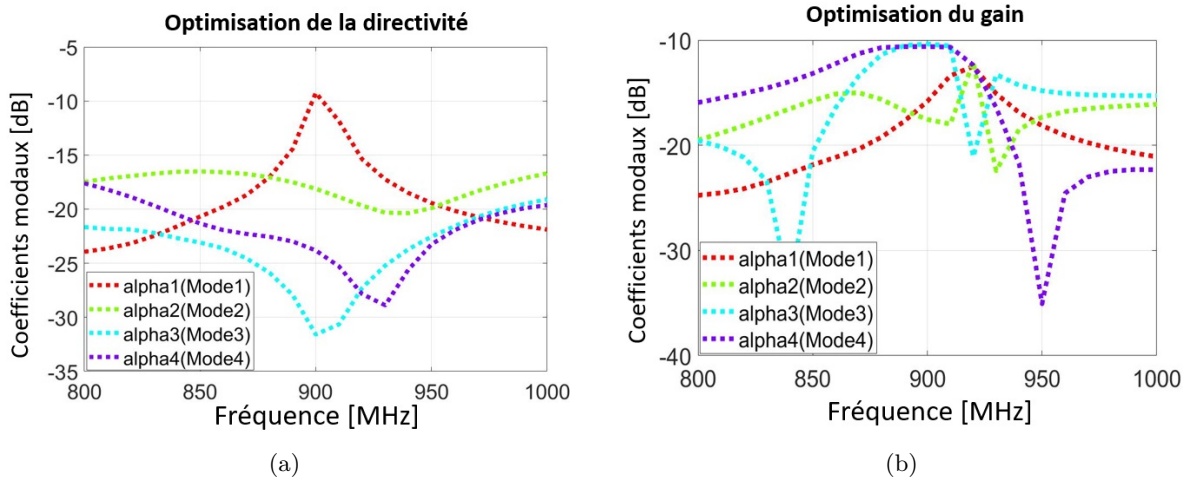 Optimisation de la directivité
Coefficients modaux [dB]
-5
-10
-15
-20
-25
-30
-35
alpha1(Mode1)
alpha2(Mode2)
alpha3(Mode3)
alpha4(Mode4)
800 850 900 950 1000
Fréquence [MHz]
(a)
Optimisation du gain
Coefficients modaux [dB]
-10
-20
-30
-40
alpha1(Mode1)
alpha2(Mode2)
alpha3(Mode3)
alpha4(Mode4)
800 850 900 950 1000
Fréquence [MHz]
(b)